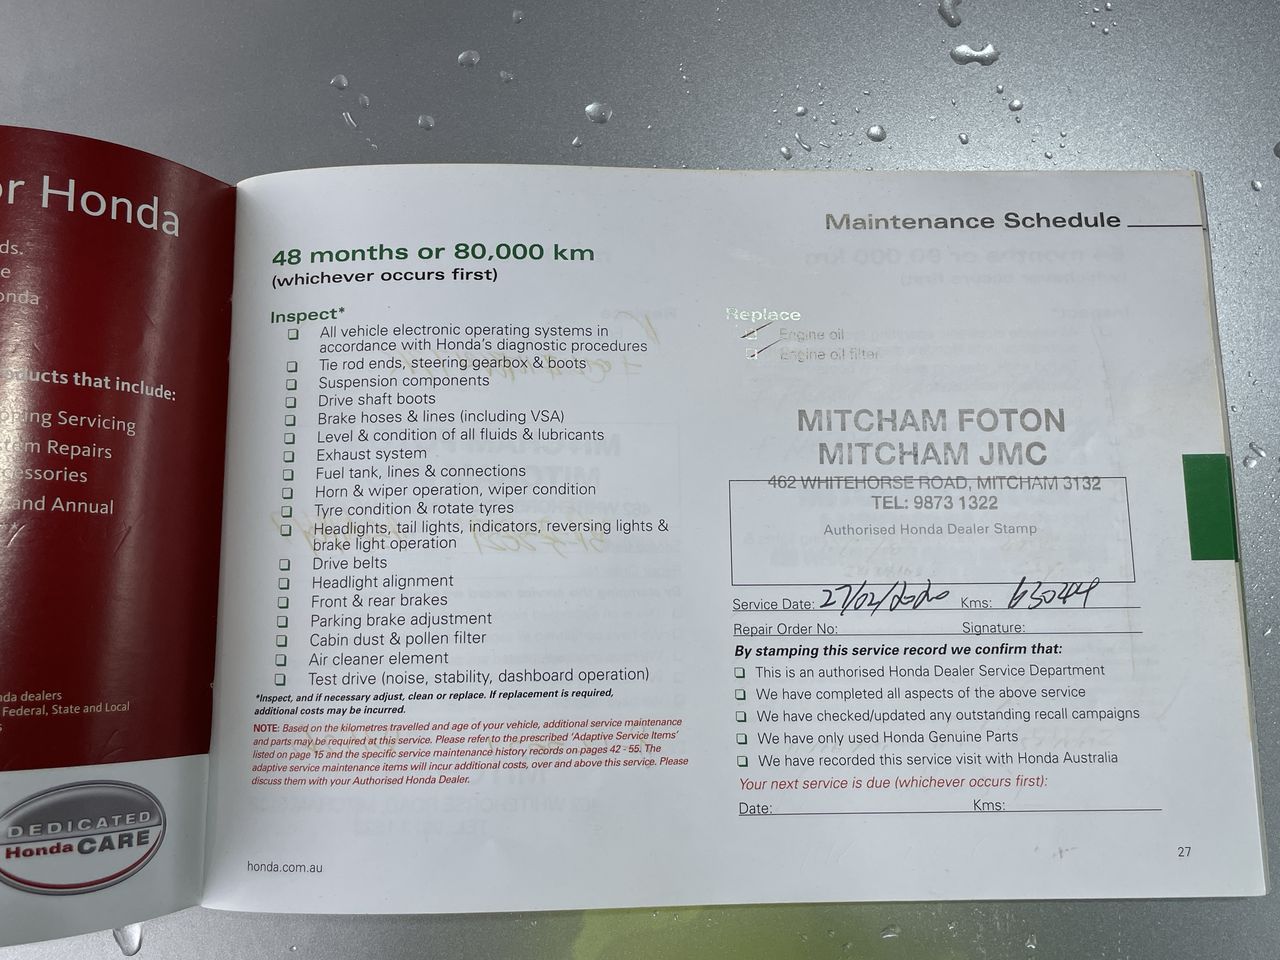 or Honda
ds.
e
onda
oducts that include:
ping Servicing
tem Repairs
cessories
and Annual
nda dealers
Federal, State and Local
s
DEDICATED
Honda CARE
Maintenance Schedule
48 months or 80,000 km
(whichever occurs first)
Inspect*
All vehicle electronic operating systems in
accordance with Honda's diagnostic procedures
Tie rod ends, steering gearbox & boots
Suspension components
Drive shaft boots
Brake hoses & lines (including VSA)
Level & condition of all fluids & lubricants
Exhaust system
Fuel tank, lines & connections
Horn & wiper operation, wiper condition
Tyre condition & rotate tyres
Headlights, tail lights, indicators, reversing lights &
brake light operation
Drive belts
Headlight alignment
Front & rear brakes
Parking brake adjustment
Cabin dust & pollen filter
Air cleaner element
Test drive (noise, stability, dashboard operation)
*Inspect, and if necessary adjust, clean or replace. If replacement is required,
additional costs may be incurred.
NOTE: Based on the kilometres travelled and age of your vehicle, additional service maintenance
and parts may be required at this service. Please refer to the prescribed 'Adaptive Service Items'
listed on page 15 and the specific service maintenance history records on pages 42 - 55. The
adaptive service maintenance items will incur additional costs, over and above this service. Please
discuss them with your Authorised Honda Dealer.
honda.com.au
Replace
Engine oil
Engine oil filter
MITCHAM FOTON
MITCHAM JMC
462 WHITEHORSE ROAD, MITCHAM 3132
TEL: 9873 1322
Authorised Honda Dealer Stamp
Service Date: 27/02/2020 Kms:
Repair Order No: Signature:
By stamping this service record we confirm that:
This is an authorised Honda Dealer Service Department
We have completed all aspects of the above service
We have checked/updated any outstanding recall campaigns
We have only used Honda Genuine Parts
We have recorded this service visit with Honda Australia
Your next service is due (whichever occurs first):
Date: Kms:
27